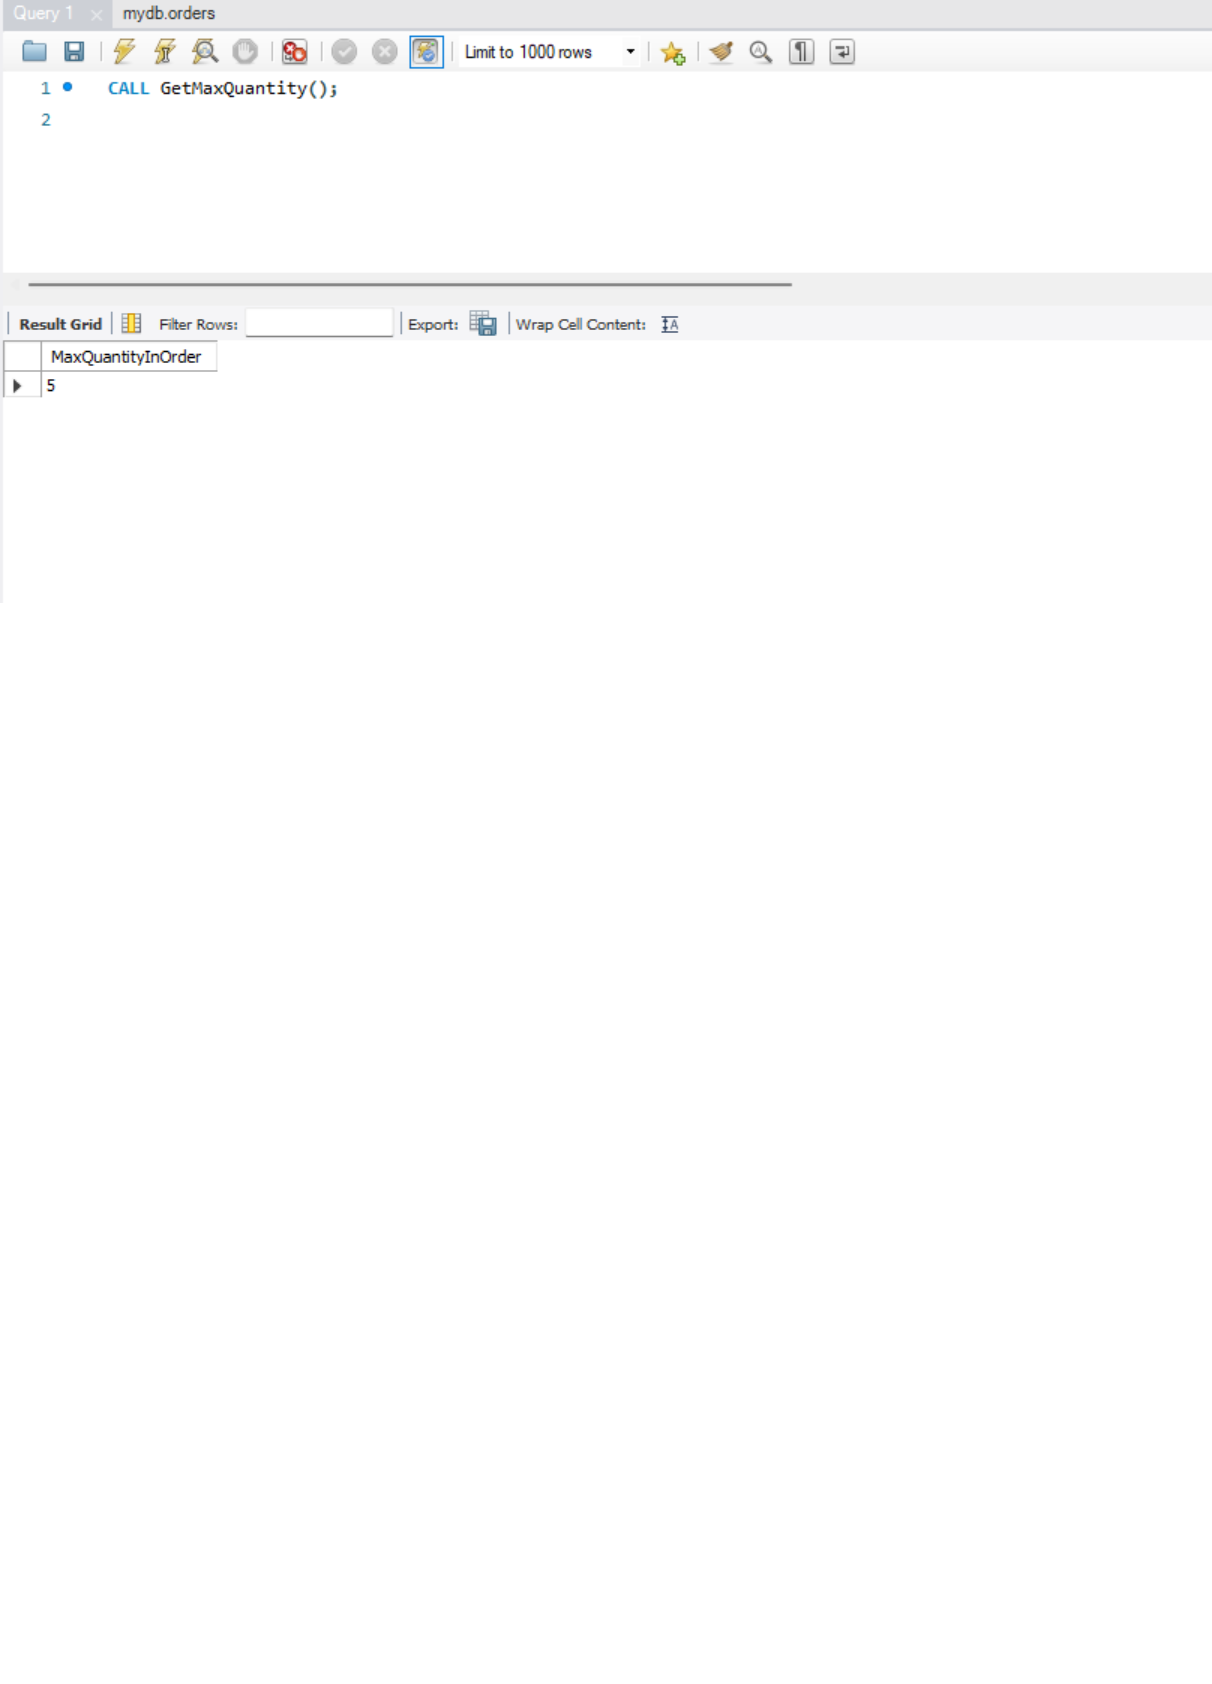 Query 1 mydb.orders
Limit to 1000 rows
1 CALL GetMaxQuantity();
2
Result Grid Filter Rows: Export: Wrap Cell Content:
MaxQuantityInOrder
5